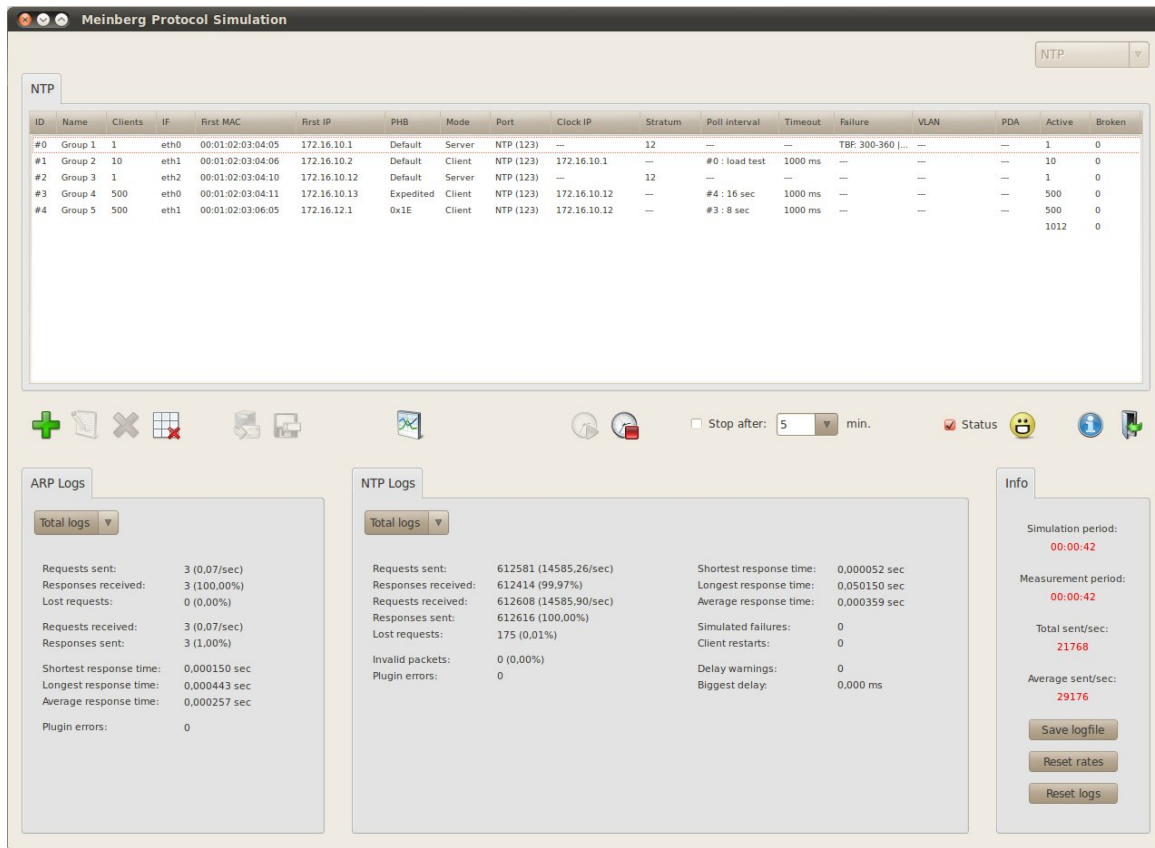 Meinberg Protocol Simulation
NTP
NTP
ID Name Clients IF First MAC First IP PHB Mode Port Clock IP Stratum Poll interval Timeout Failure VLAN PDA Active Broken
#0 Group 1 1 eth0 00:01:02:03:04:05 172.16.10.1 Default Server NTP (123) --- 12 --- --- TBF: 300-360 |... --- --- 1 0
#1 Group 2 10 eth1 00:01:02:03:04:06 172.16.10.2 Default Client NTP (123) 172.16.10.1 --- #0 : load test 1000 ms --- --- --- 10 0
#2 Group 3 1 eth2 00:01:02:03:04:10 172.16.10.12 Default Server NTP (123) --- 12 --- --- --- --- --- 1 0
#3 Group 4 500 eth0 00:01:02:03:04:11 172.16.10.13 Expedited Client NTP (123) 172.16.10.12 --- #4 : 16 sec 1000 ms --- --- --- 500 0
#4 Group 5 500 eth1 00:01:02:03:06:05 172.16.12.1 0x1E Client NTP (123) 172.16.10.12 --- #3 : 8 sec 1000 ms --- --- --- 500 0
1012 0
Stop after: 5 min. Status
ARP Logs
Total logs
Requests sent: 3 (0,07/sec)
Responses received: 3 (100,00%)
Lost requests: 0 (0,00%)
Requests received: 3 (0,07/sec)
Responses sent: 3 (1,00%)
Shortest response time: 0,000150 sec
Longest response time: 0,000443 sec
Average response time: 0,000257 sec
Plugin errors: 0
NTP Logs
Total logs
Requests sent: 612581 (14585,26/sec)
Responses received: 612414 (99,97%)
Requests received: 612608 (14585,90/sec)
Responses sent: 612616 (100,00%)
Lost requests: 175 (0,01%)
Invalid packets: 0 (0,00%)
Plugin errors: 0
Shortest response time: 0,000052 sec
Longest response time: 0,050150 sec
Average response time: 0,000359 sec
Simulated failures: 0
Client restarts: 0
Delay warnings: 0
Biggest delay: 0,000 ms
Info
Simulation period:
00:00:42
Measurement period:
00:00:42
Total sent/sec:
21768
Average sent/sec:
29176
Save logfile
Reset rates
Reset logs